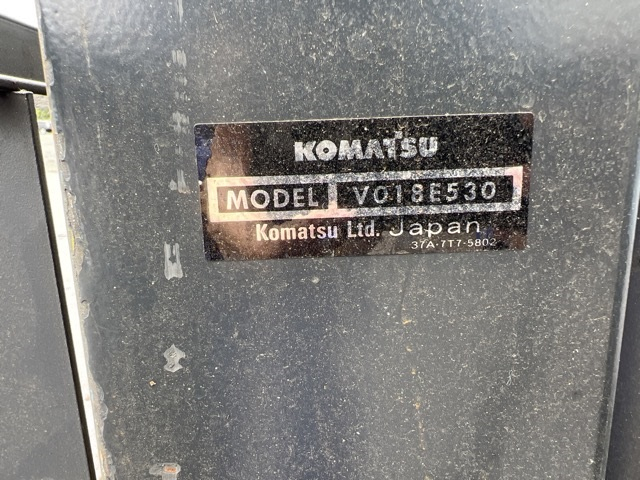 KOMATSU
MODEL V018E530
Komatsu Ltd. Japan
37A-7T7-5802